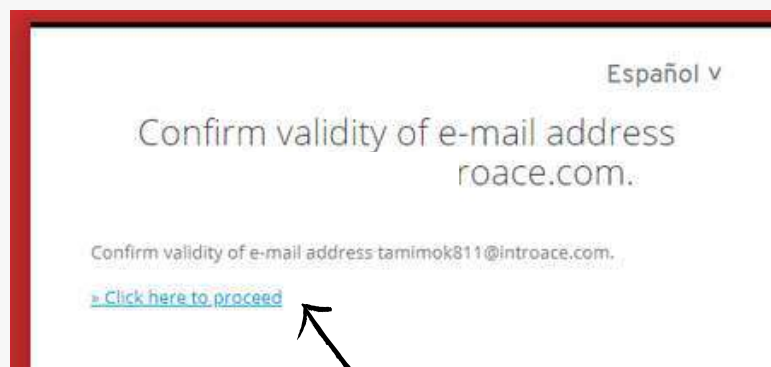 Español v
Confirm validity of e-mail address
roace.com.
Confirm validity of e-mail address tamimok811@introace.com.
» Click here to proceed